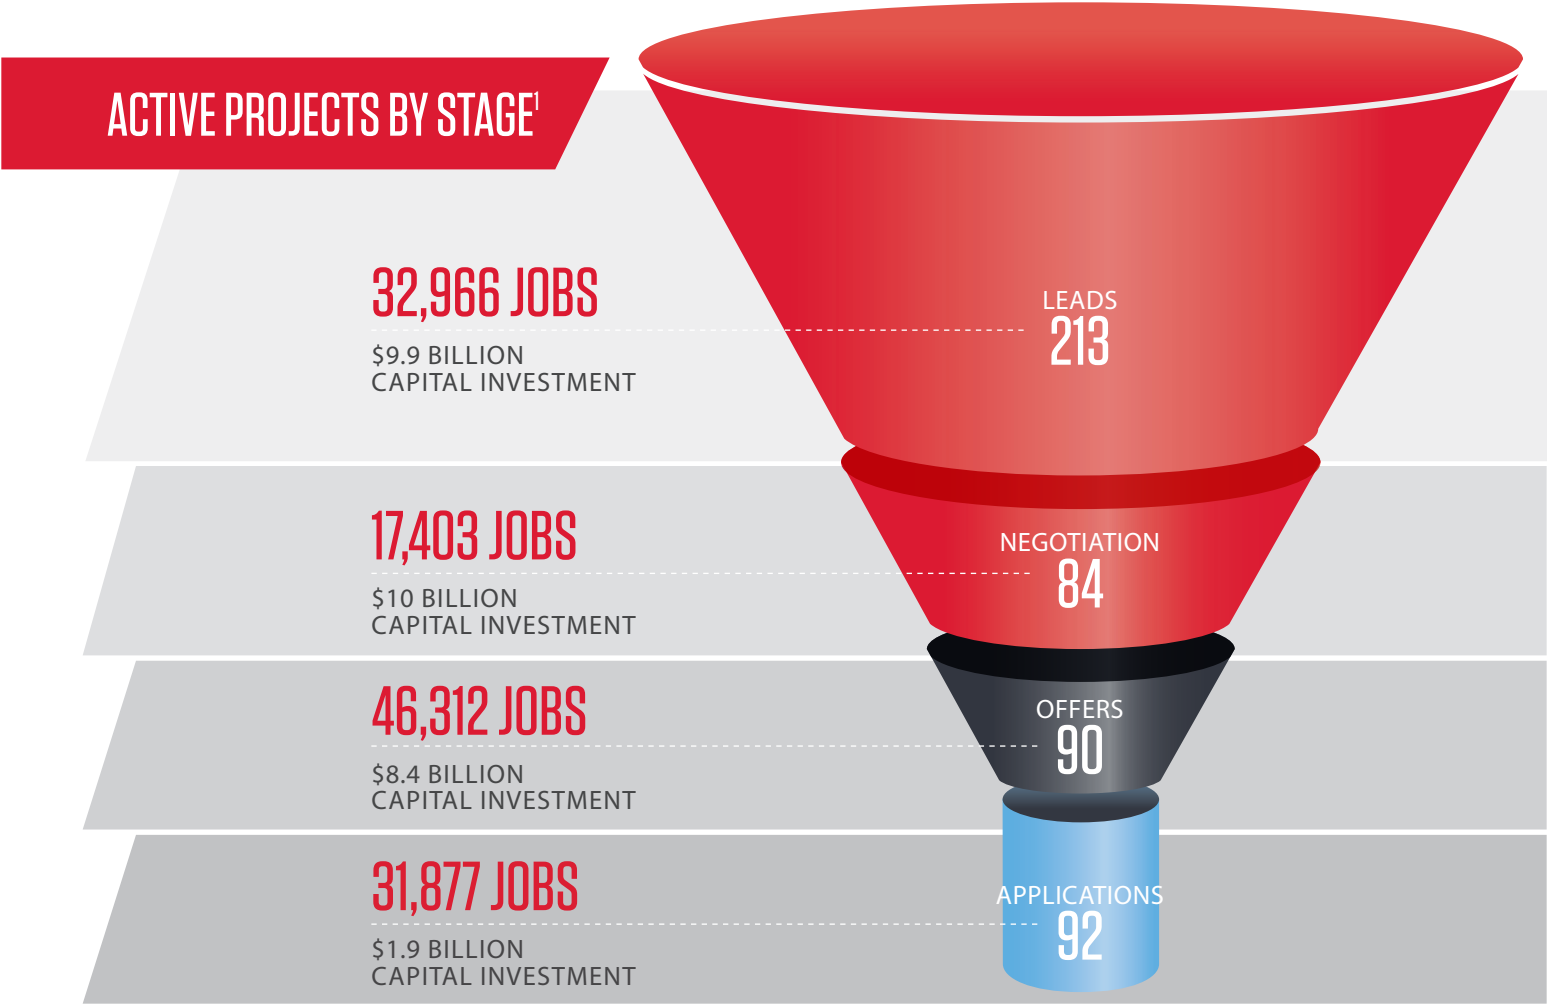 ACTIVE PROJECTS BY STAGE¹
32,966 JOBS
$9.9 BILLION
CAPITAL INVESTMENT
LEADS
213
17,403 JOBS
$10 BILLION
CAPITAL INVESTMENT
NEGOTIATION
84
46,312 JOBS
$8.4 BILLION
CAPITAL INVESTMENT
OFFERS
90
31,877 JOBS
$1.9 BILLION
CAPITAL INVESTMENT
APPLICATIONS
92